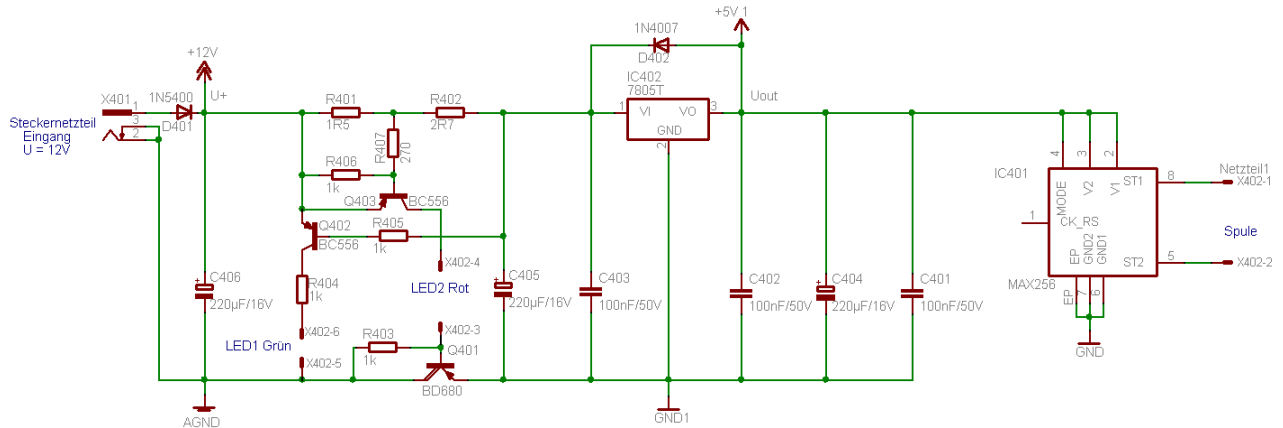 +5V 1
1N4007
D402
+12V
IC402
7805T
X401
1N5400
U+
R401
R402
1
VI
VO
3
Uout
1
3
2
D401
1R5
2R7
GND
2
Steckernetzteil
Eingang
U = 12V
R407
270
R406
1k
Q403
BC556
4
3
2
IC401
MODE
V2
V1
ST1
8
Netzteil1
X402-1
1
CK_RS
Spule
Q402
BC556
R405
1k
EP
GND2
GND1
ST2
5
X402-2
X402-4
C406
220µF/16V
R404
1k
LED2 Rot
C405
220µF/16V
C403
100nF/50V
C402
100nF/50V
C404
220µF/16V
C401
100nF/50V
MAX256
EP
7
6
GND
X402-6
LED1 Grün
X402-5
R403
1k
X402-3
Q401
BD680
AGND
GND1